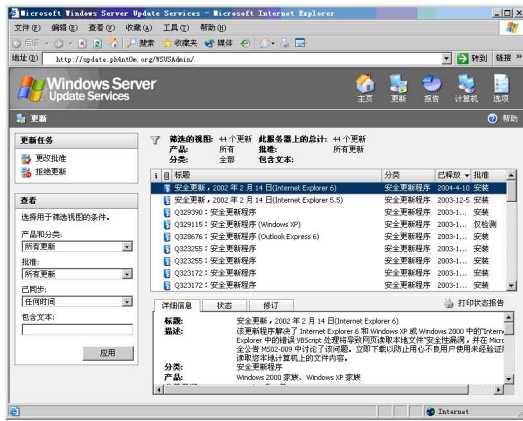 Microsoft Windows Server Update Services - Microsoft Internet Explorer
文件(F) 编辑(E) 查看(V) 收藏(A) 工具(T) 帮助(H)
后退 搜索 收藏夹 媒体
地址(D) http://update.ph4nt0m.org/WSUSAdmin/ 转到 链接 »
Windows Server
Update Services
主页 更新 报告 计算机 选项
更新 帮助
更新任务
更改批准
拒绝更新
查看
选择用于筛选视图的条件。
产品和分类:
所有更新
批准:
所有更新
已同步:
任何时间
包含文本:
应用
筛选的视图: 44 个更新 此服务器上的总计: 44 个更新
产品: 所有 批准: 所有更新
分类: 全部 包含文本:
标题 分类 已释放 批准
安全更新，2002 年 2 月 14 日(Internet Explorer 6) 安全更新程序 2004-4-10 安装
安全更新，2002 年 2 月 14 日(Internet Explorer 5.5) 安全更新程序 2003-12-5 安装
Q329390：安全更新程序 安全更新程序 2003-1... 安装
Q329115：安全更新程序 (Windows XP) 安全更新程序 2003-1... 仅检测
Q328676：安全更新程序 (Outlook Express 6) 安全更新程序 2003-1... 安装
Q323255：安全更新程序 安全更新程序 2003-1... 安装
Q323255：安全更新程序 安全更新程序 2003-1... 安装
Q323172：安全更新程序 安全更新程序 2003-1... 安装
Q323172：安全更新程序 安全更新程序 2003-1... 安装
详细信息 状态 修订 打印状态报告
标题: 安全更新，2002 年 2 月 14 日(Internet Explorer 6)
描述: 该更新程序解决了 Internet Explorer 6 和 Windows XP 或 Windows 2000 中的"Intern
Explorer 中的错误 VBScript 处理将导致网页读取本地文件"安全性漏洞，并在 Micro
全公告 MS02-009 中讨论了该问题。立即下载以防止用心不良用户使用未经验证
读取您本地计算机上的文件内容。
分类: 安全更新程序
产品: Windows 2000 家族、Windows XP 家族
Internet